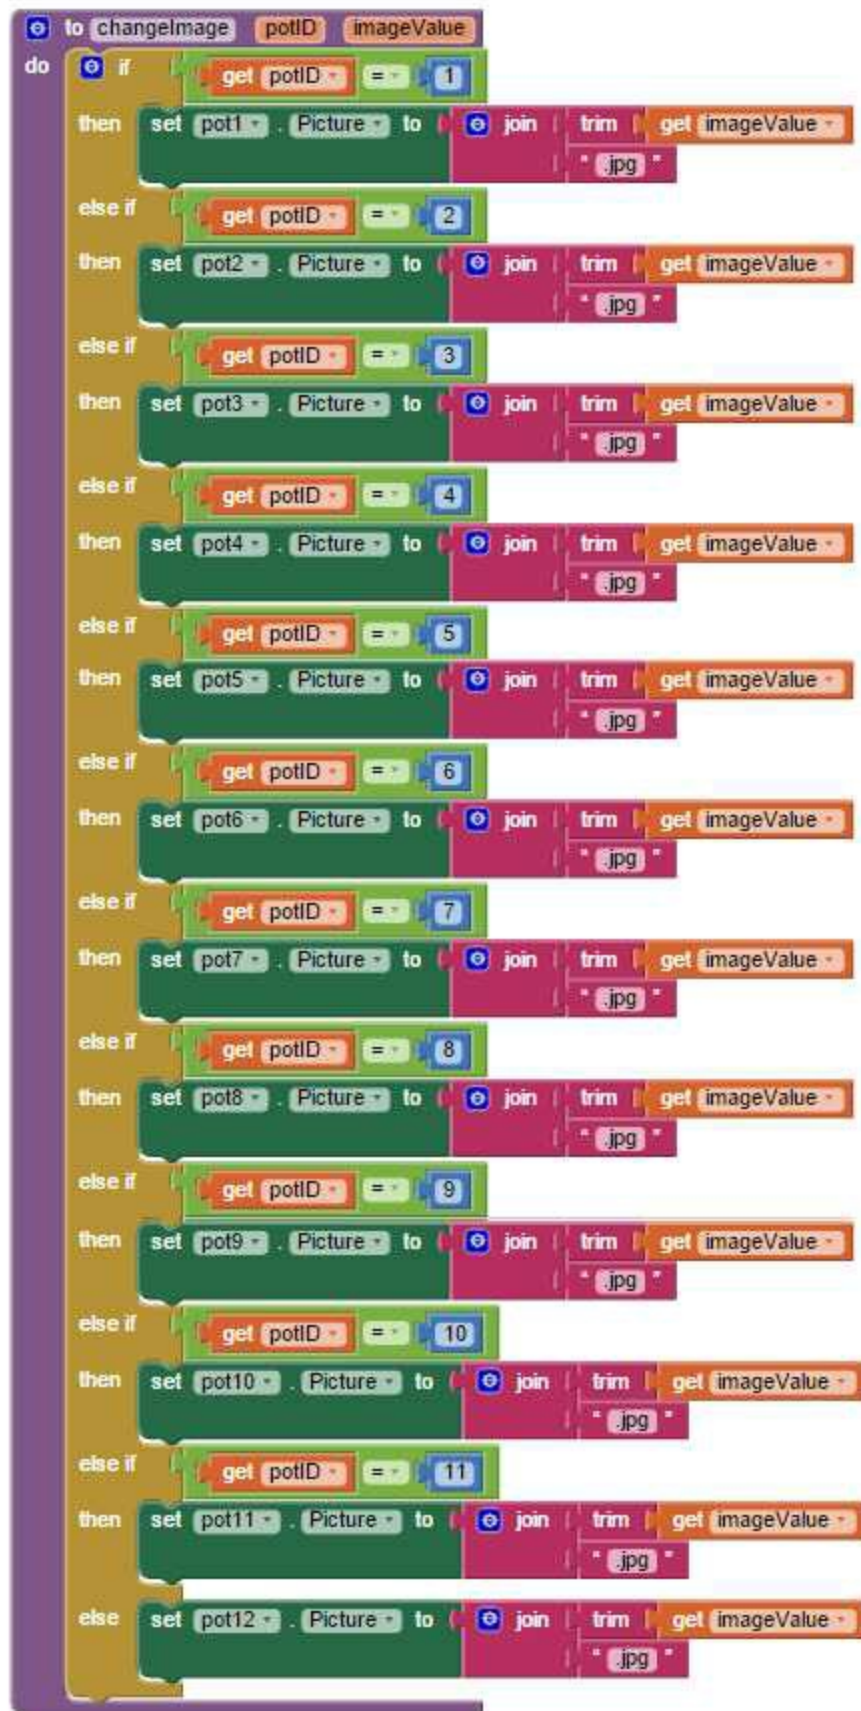 to changeImage potID imageValue
do if get potID = 1
then set pot1 . Picture to join trim get imageValue
" .jpg "
else if get potID = 2
then set pot2 . Picture to join trim get imageValue
" .jpg "
else if get potID = 3
then set pot3 . Picture to join trim get imageValue
" .jpg "
else if get potID = 4
then set pot4 . Picture to join trim get imageValue
" .jpg "
else if get potID = 5
then set pot5 . Picture to join trim get imageValue
" .jpg "
else if get potID = 6
then set pot6 . Picture to join trim get imageValue
" .jpg "
else if get potID = 7
then set pot7 . Picture to join trim get imageValue
" .jpg "
else if get potID = 8
then set pot8 . Picture to join trim get imageValue
" .jpg "
else if get potID = 9
then set pot9 . Picture to join trim get imageValue
" .jpg "
else if get potID = 10
then set pot10 . Picture to join trim get imageValue
" .jpg "
else if get potID = 11
then set pot11 . Picture to join trim get imageValue
" .jpg "
else set pot12 . Picture to join trim get imageValue
" .jpg "